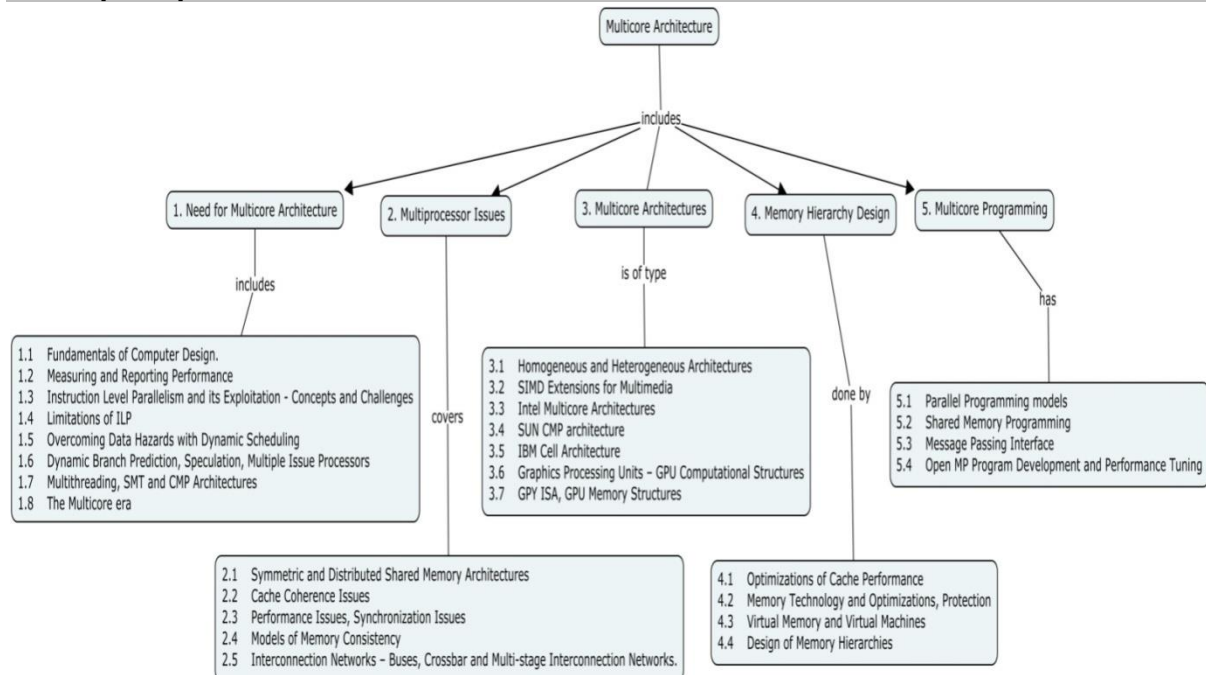 Multicore Architecture
includes
1. Need for Multicore Architecture
2. Multiprocessor Issues
3. Multicore Architectures
4. Memory Hierarchy Design
5. Multicore Programming
includes
is of type
has
1.1 Fundamentals of Computer Design.
1.2 Measuring and Reporting Performance
1.3 Instruction Level Parallelism and its Exploitation - Concepts and Challenges
1.4 Limitations of ILP
1.5 Overcoming Data Hazards with Dynamic Scheduling
1.6 Dynamic Branch Prediction, Speculation, Multiple Issue Processors
1.7 Multithreading, SMT and CMP Architectures
1.8 The Multicore era
covers
3.1 Homogeneous and Heterogeneous Architectures
3.2 SIMD Extensions for Multimedia
3.3 Intel Multicore Architectures
3.4 SUN CMP architecture
3.5 IBM Cell Architecture
3.6 Graphics Processing Units – GPU Computational Structures
3.7 GPY ISA, GPU Memory Structures
done by
5.1 Parallel Programming models
5.2 Shared Memory Programming
5.3 Message Passing Interface
5.4 Open MP Program Development and Performance Tuning
2.1 Symmetric and Distributed Shared Memory Architectures
2.2 Cache Coherence Issues
2.3 Performance Issues, Synchronization Issues
2.4 Models of Memory Consistency
2.5 Interconnection Networks – Buses, Crossbar and Multi-stage Interconnection Networks.
4.1 Optimizations of Cache Performance
4.2 Memory Technology and Optimizations, Protection
4.3 Virtual Memory and Virtual Machines
4.4 Design of Memory Hierarchies